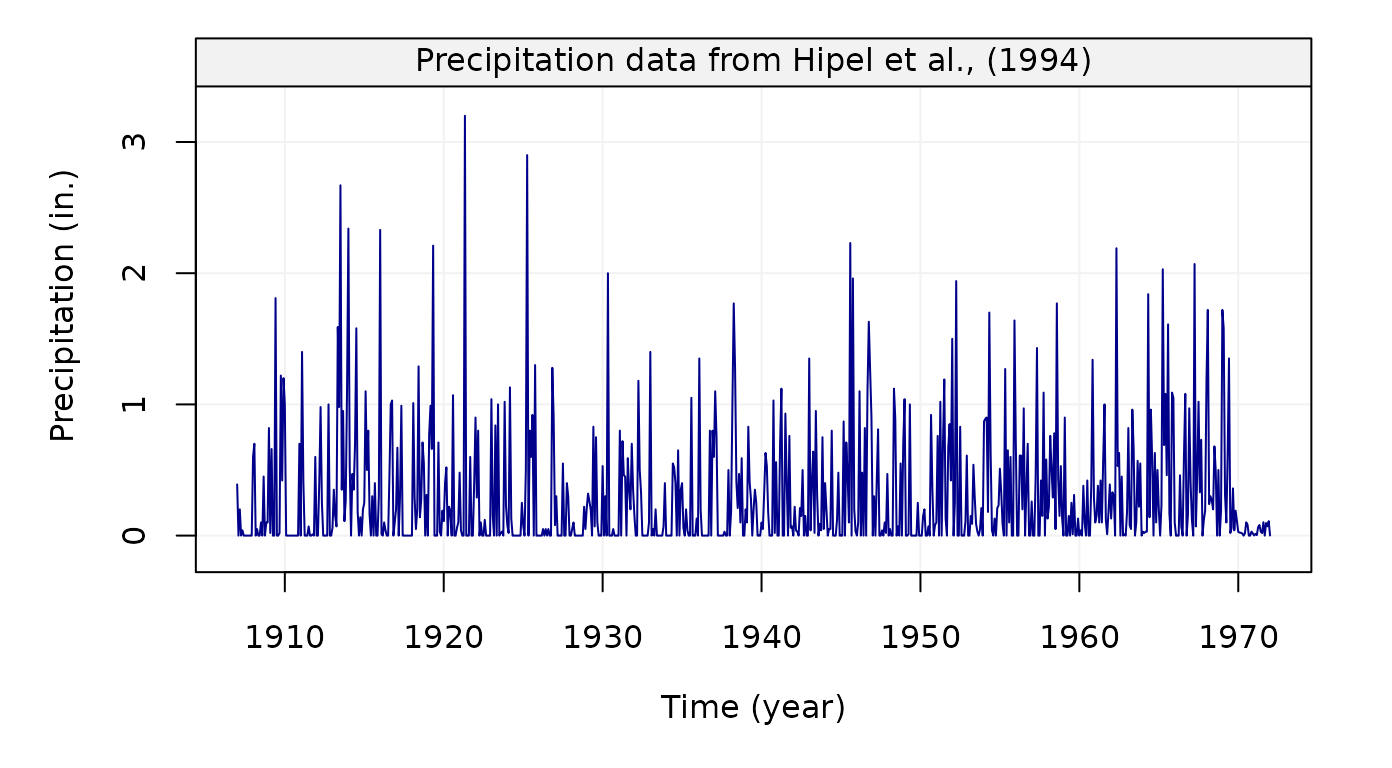 Precipitation data from Hipel et al., (1994)
Precipitation (in.)
3
2
1
0
1910 1920 1930 1940 1950 1960 1970
Time (year)